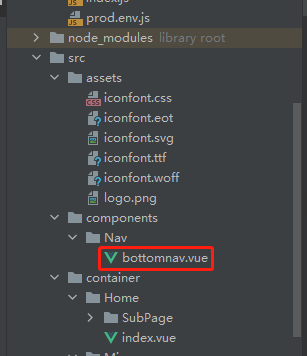 index.js
prod.env.js
node_modules library root
src
assets
iconfont.css
iconfont.eot
iconfont.svg
iconfont.ttf
iconfont.woff
logo.png
components
Nav
bottomnav.vue
container
Home
SubPage
index.vue